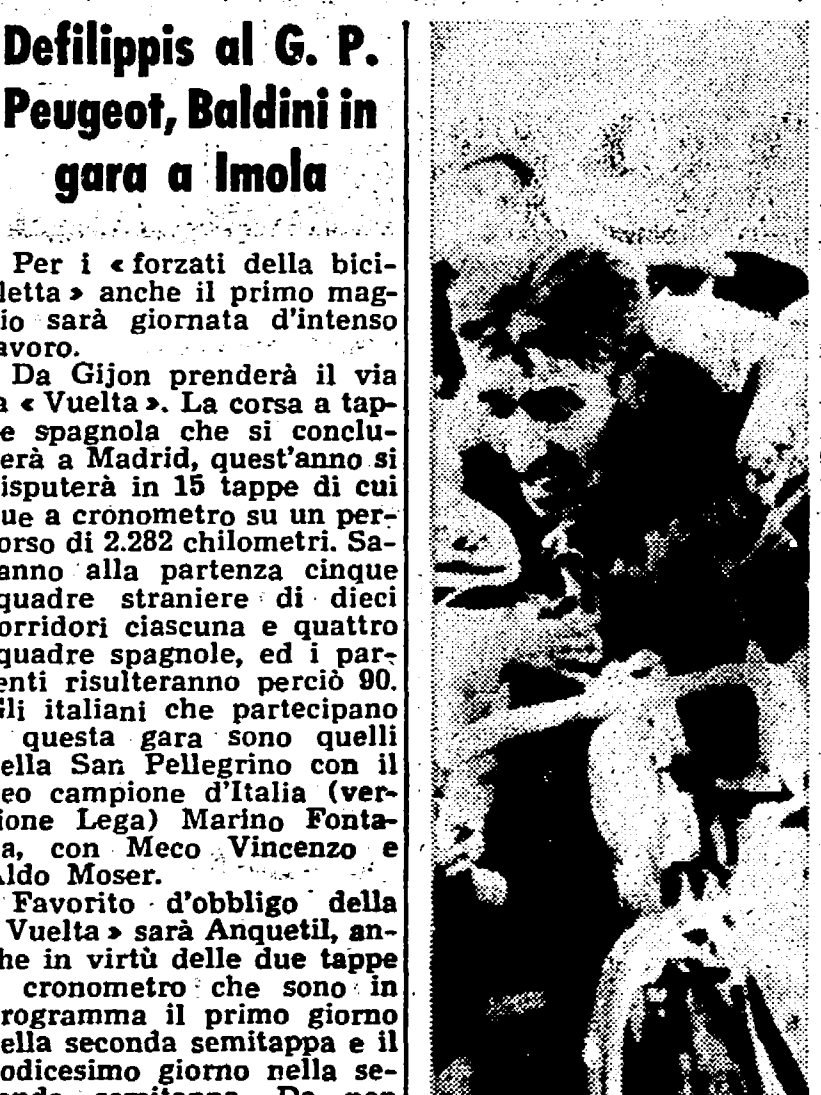 Defilippis al G. P.
Peugeot, Baldini in
gara a Imola
Per i « forzati della bici-
letta » anche il primo mag-
io sarà giornata d'intenso
avoro.
Da Gijon prenderà il via
a « Vuelta ». La corsa a tap-
e spagnola che si conclu-
erà a Madrid, quest'anno si
isputerà in 15 tappe di cui
ue a cronometro su un per-
orso di 2.282 chilometri. Sa-
anno alla partenza cinque
quadre straniere di dieci
orridori ciascuna e quattro
quadre spagnole, ed i par-
enti risulteranno perciò 90.
li italiani che partecipano
questa gara sono quelli
ella San Pellegrino con il
eo campione d'Italia (ver-
ione Lega) Marino Fonta-
a, con Meco Vincenzo e
ldo Moser.
Favorito d'obbligo della
Vuelta » sarà Anquetil, an-
he in virtù delle due tappe
cronometro che sono in
rogramma il primo giorno
ella seconda semitappa e il
odicesimo giorno nella se-